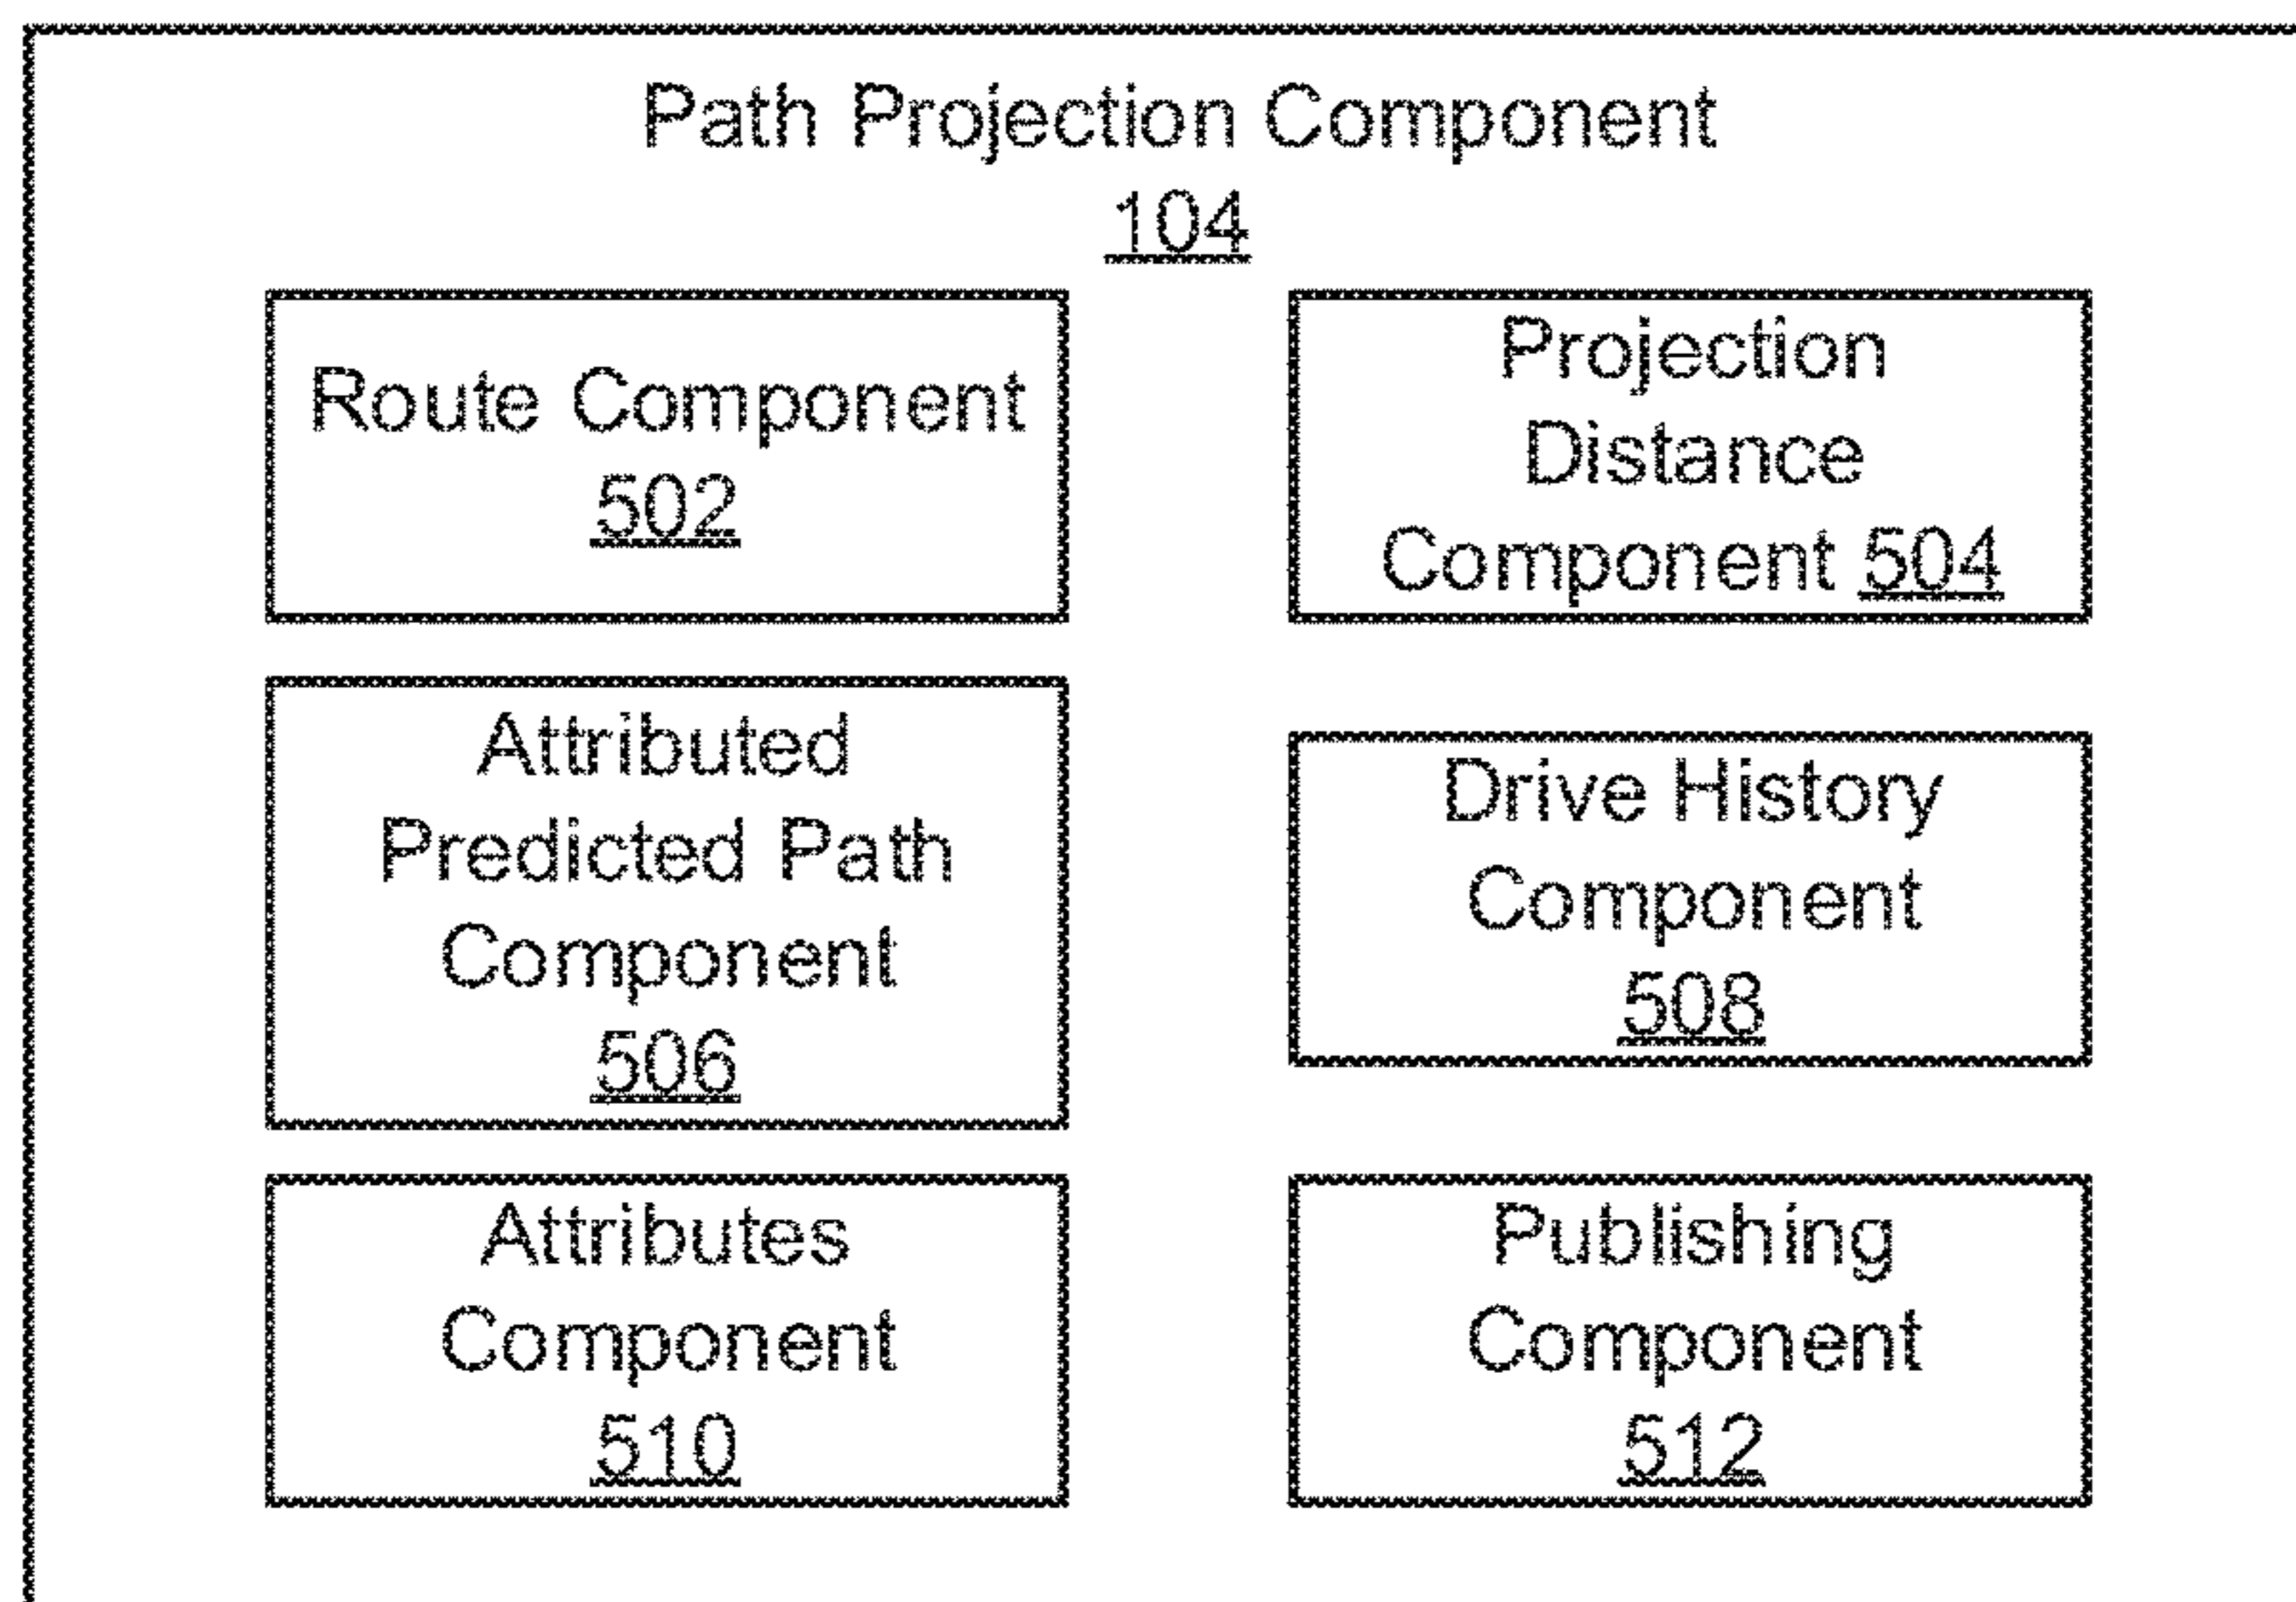 Path Projection Component
104
Route Component
502
Projection
Distance
Component 504
Attributed
Predicted Path
Component
506
Drive History
Component
508
Attributes
Component
510
Publishing
Component
512